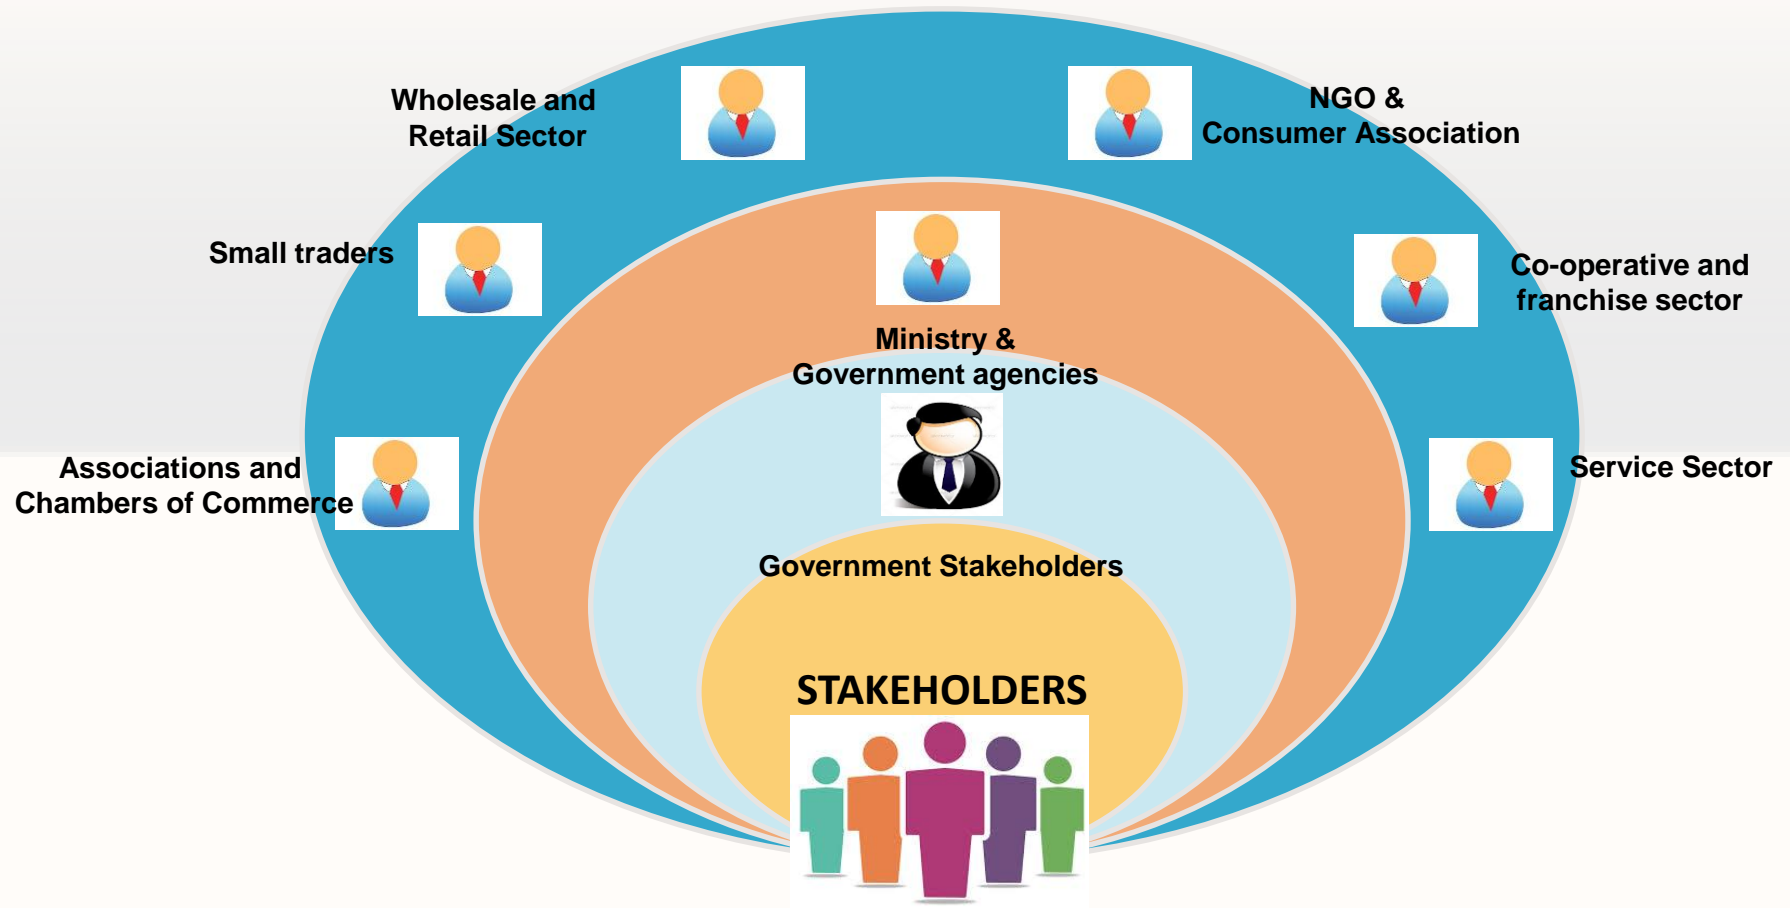 Wholesale and
Retail Sector
NGO &
Consumer Association
Small traders
Co-operative and
franchise sector
Ministry &
Government agencies
Associations and
Chambers of Commerce
Service Sector
Government Stakeholders
STAKEHOLDERS